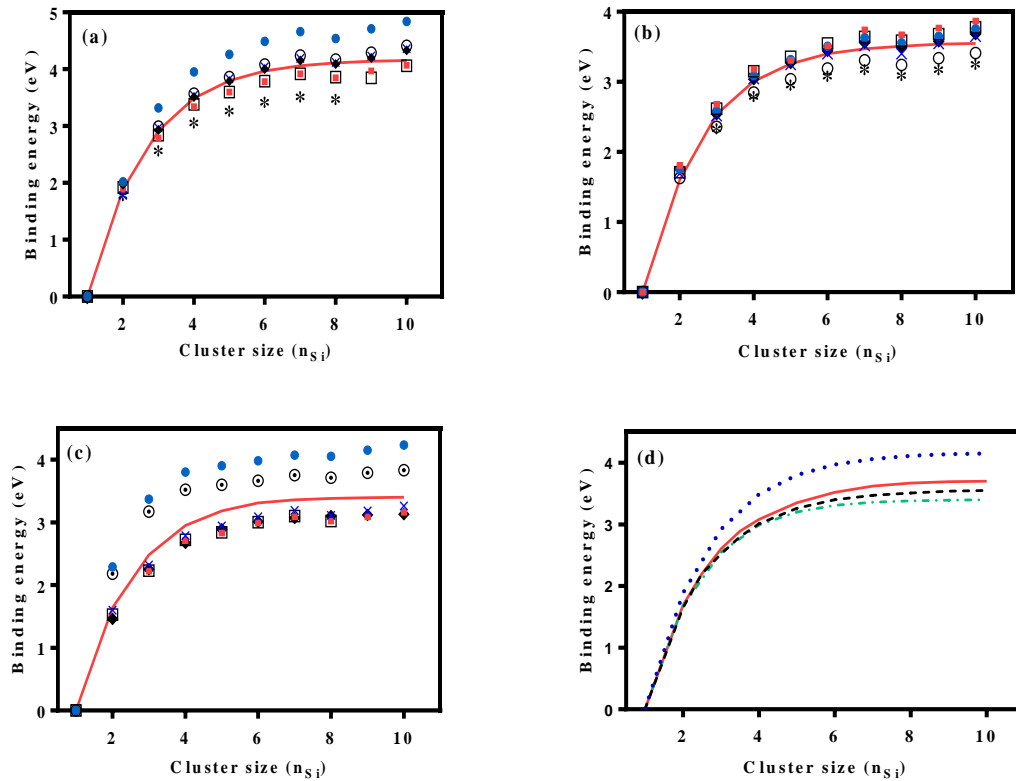 (a)
Binding energy (eV)
5
4
3
2
1
0
2 4 6 8 10
Cluster size (nSi)
(b)
Binding energy (eV)
4
3
2
1
0
2 4 6 8 10
Cluster size (nSi)
(c)
Binding energy (eV)
4
3
2
1
0
2 4 6 8 10
Cluster size (nSi)
(d)
Binding energy (eV)
4
3
2
1
0
2 4 6 8 10
Cluster size (nSi)